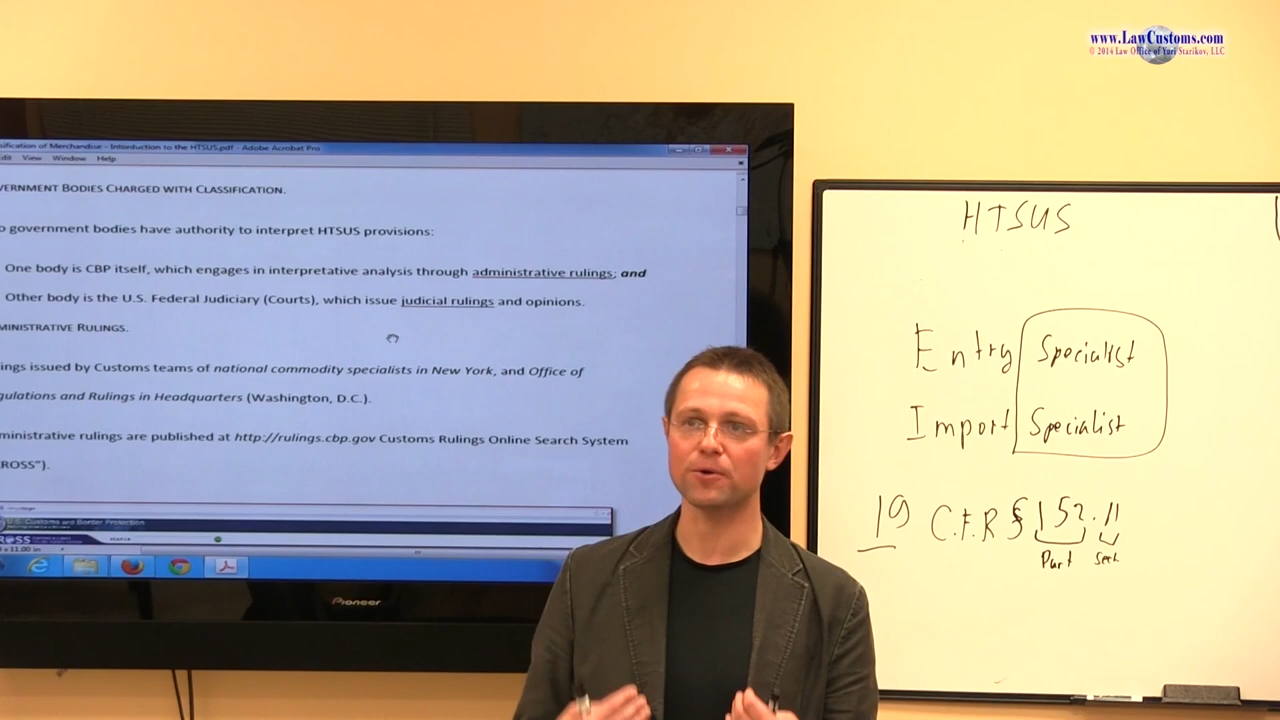 www.LawCustoms.com
© 2014 Law Office of Yuri Starikov, LLC
sification of Merchandise - Intorduction to the HTSUS.pdf - Adobe Acrobat Pro
dit View Window Help
VERNMENT BODIES CHARGED WITH CLASSIFICATION.
o government bodies have authority to interpret HTSUS provisions:
One body is CBP itself, which engages in interpretative analysis through administrative rulings; and
Other body is the U.S. Federal Judiciary (Courts), which issue judicial rulings and opinions.
MINISTRATIVE RULINGS.
ings issued by Customs teams of national commodity specialists in New York, and Office of
gulations and Rulings in Headquarters (Washington, D.C.).
ministrative rulings are published at http://rulings.cbp.gov Customs Rulings Online Search System
ROSS").
U.S. Customs and Border Protection
ROSS
x 11.00 in
Pioneer
HTSUS
Entry Specialist
Import Specialist
19 C.F.R § 152.11
Part Sect.